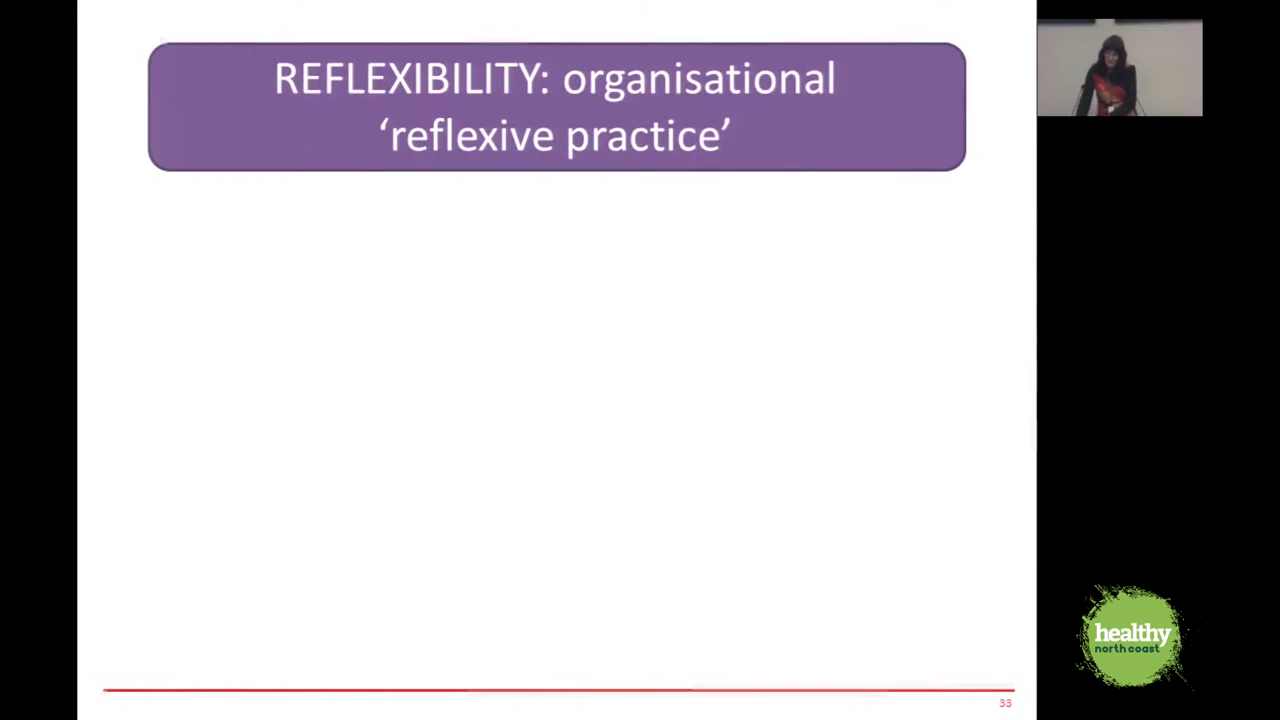 REFLEXIBILITY: organisational
‘reflexive practice’
healthy
north coast
33